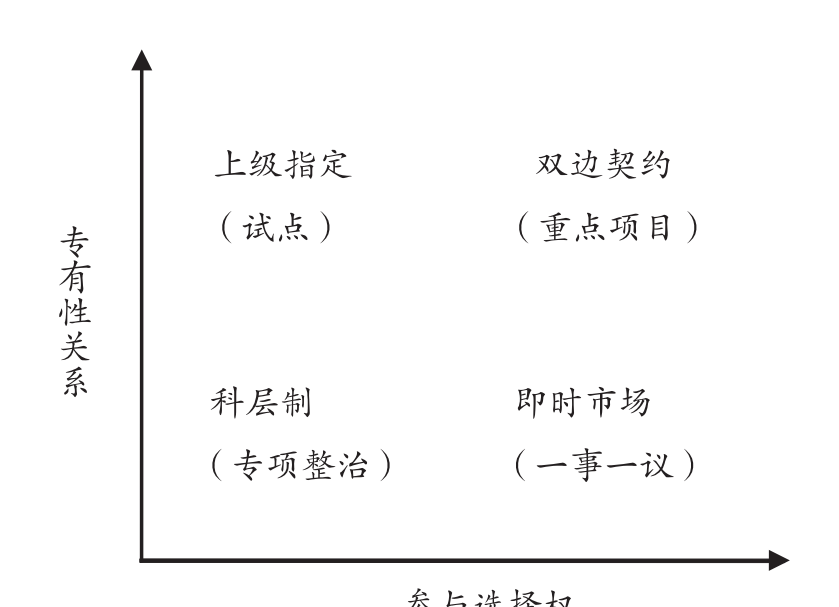 上级指定
(试点)
双边契约
(重点项目)
专有性关系
科层制
(专项整治)
即时市场
(一事一议)
参与选择权